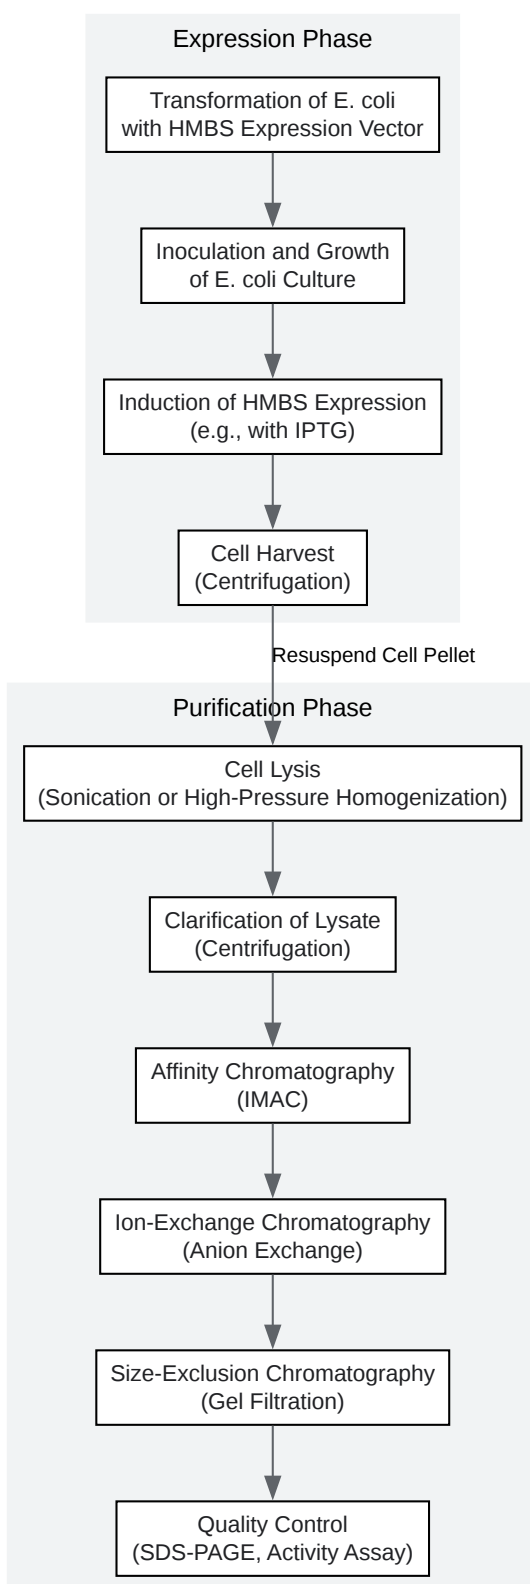 Expression Phase
Transformation of E. coli
with HMBS Expression Vector
Inoculation and Growth
of E. coli Culture
Induction of HMBS Expression
(e.g., with IPTG)
Cell Harvest
(Centrifugation)
Resuspend Cell Pellet
Purification Phase
Cell Lysis
(Sonication or High-Pressure Homogenization)
Clarification of Lysate
(Centrifugation)
Affinity Chromatography
(IMAC)
Ion-Exchange Chromatography
(Anion Exchange)
Size-Exclusion Chromatography
(Gel Filtration)
Quality Control
(SDS-PAGE, Activity Assay)